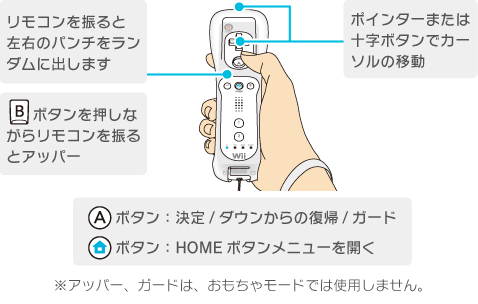 リモコンを振ると
左右のパンチをラン
ダムに出します
ポインターまたは
十字ボタンでカー
ソルの移動
B ボタンを押しな
がらリモコンを振る
とアッパー
Wii
A ボタン：決定 / ダウンからの復帰 / ガード
ボタン：HOME ボタンメニューを開く
※アッパー、ガードは、おもちゃモードでは使用しません。